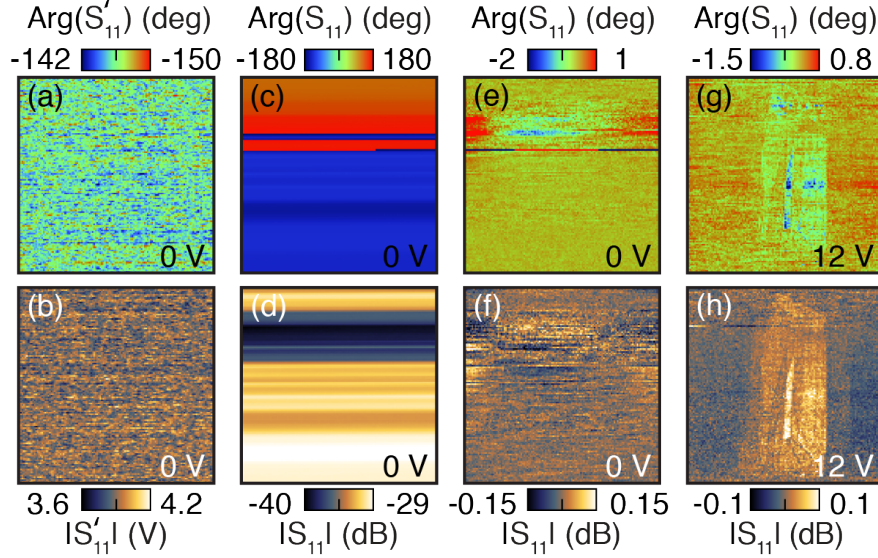 Arg(S′11) (deg) Arg(S11) (deg) Arg(S11) (deg) Arg(S11) (deg)
-142 -150 -180 180 -2 1 -1.5 0.8
(a) (c) (e) (g)
0 V 0 V 0 V 12 V
(b) (d) (f) (h)
0 V 0 V 0 V 12 V
3.6 4.2 -40 -29 -0.15 0.15 -0.1 0.1
|S′11| (V) |S11| (dB) |S11| (dB) |S11| (dB)